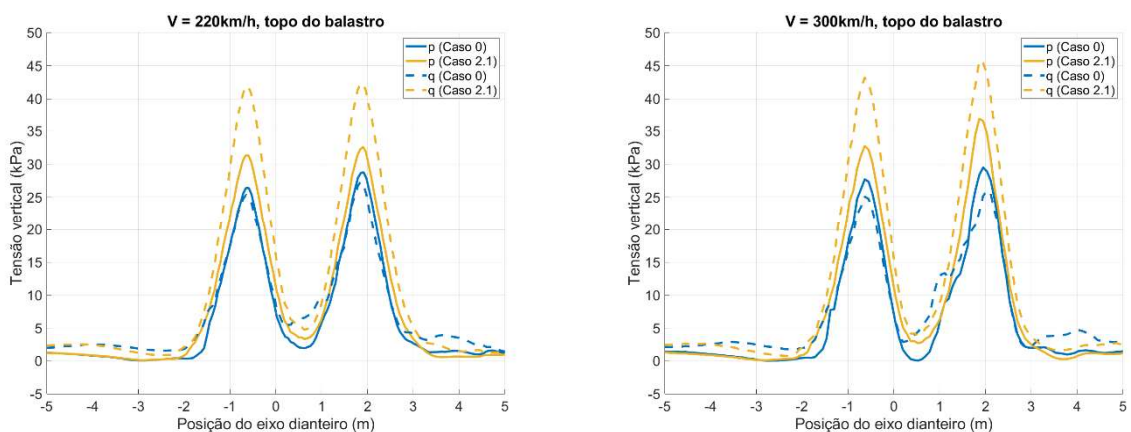 V = 220km/h, topo do balastro
50
45
40
35
30
25
20
15
10
5
0
-5
Tensão vertical (kPa)
p (Caso 0)
p (Caso 2.1)
q (Caso 0)
q (Caso 2.1)
-5 -4 -3 -2 -1 0 1 2 3 4 5
Posição do eixo dianteiro (m)
V = 300km/h, topo do balastro
50
45
40
35
30
25
20
15
10
5
0
-5
Tensão vertical (kPa)
p (Caso 0)
p (Caso 2.1)
q (Caso 0)
q (Caso 2.1)
-5 -4 -3 -2 -1 0 1 2 3 4 5
Posição do eixo dianteiro (m)